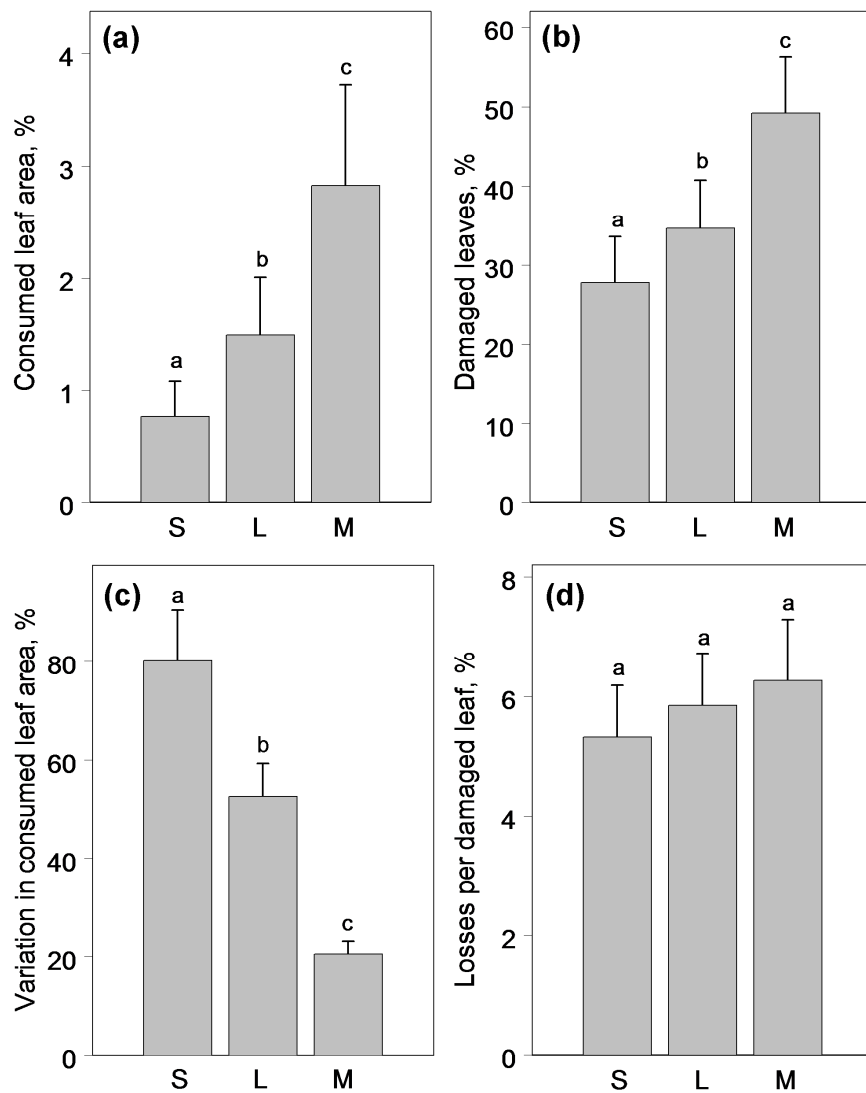 (a)
Consumed leaf area, %
4
3
2
1
0
a
b
c
S L M
(b)
Damaged leaves, %
60
50
40
30
20
10
0
a
b
c
S L M
(c)
Variation in consumed leaf area, %
80
60
40
20
0
a
b
c
S L M
(d)
Losses per damaged leaf, %
8
6
4
2
0
a
a
a
S L M